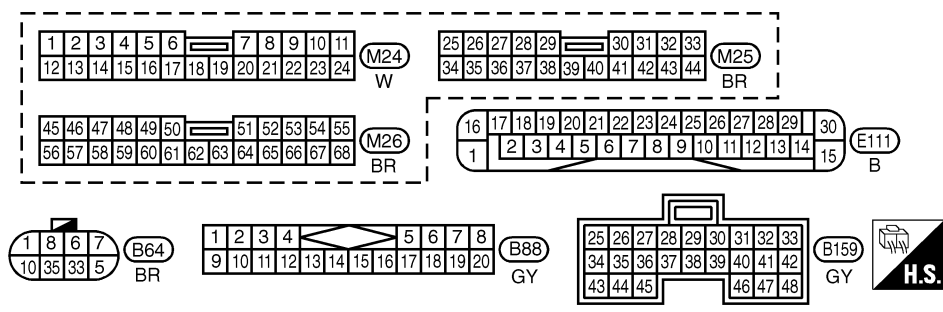 1 2 3 4 5 6 7 8 9 10 11
12 13 14 15 16 17 18 19 20 21 22 23 24
M24
W
25 26 27 28 29 30 31 32 33
34 35 36 37 38 39 40 41 42 43 44
M25
BR
45 46 47 48 49 50 51 52 53 54 55
56 57 58 59 60 61 62 63 64 65 66 67 68
M26
BR
16 17 18 19 20 21 22 23 24 25 26 27 28 29 30
1 2 3 4 5 6 7 8 9 10 11 12 13 14 15
E111
B
1 8 6 7
10 35 33 5
B64
BR
1 2 3 4 5 6 7 8
9 10 11 12 13 14 15 16 17 18 19 20
B88
GY
25 26 27 28 29 30 31 32 33
34 35 36 37 38 39 40 41 42
43 44 45 46 47 48
B159
GY
H.S.